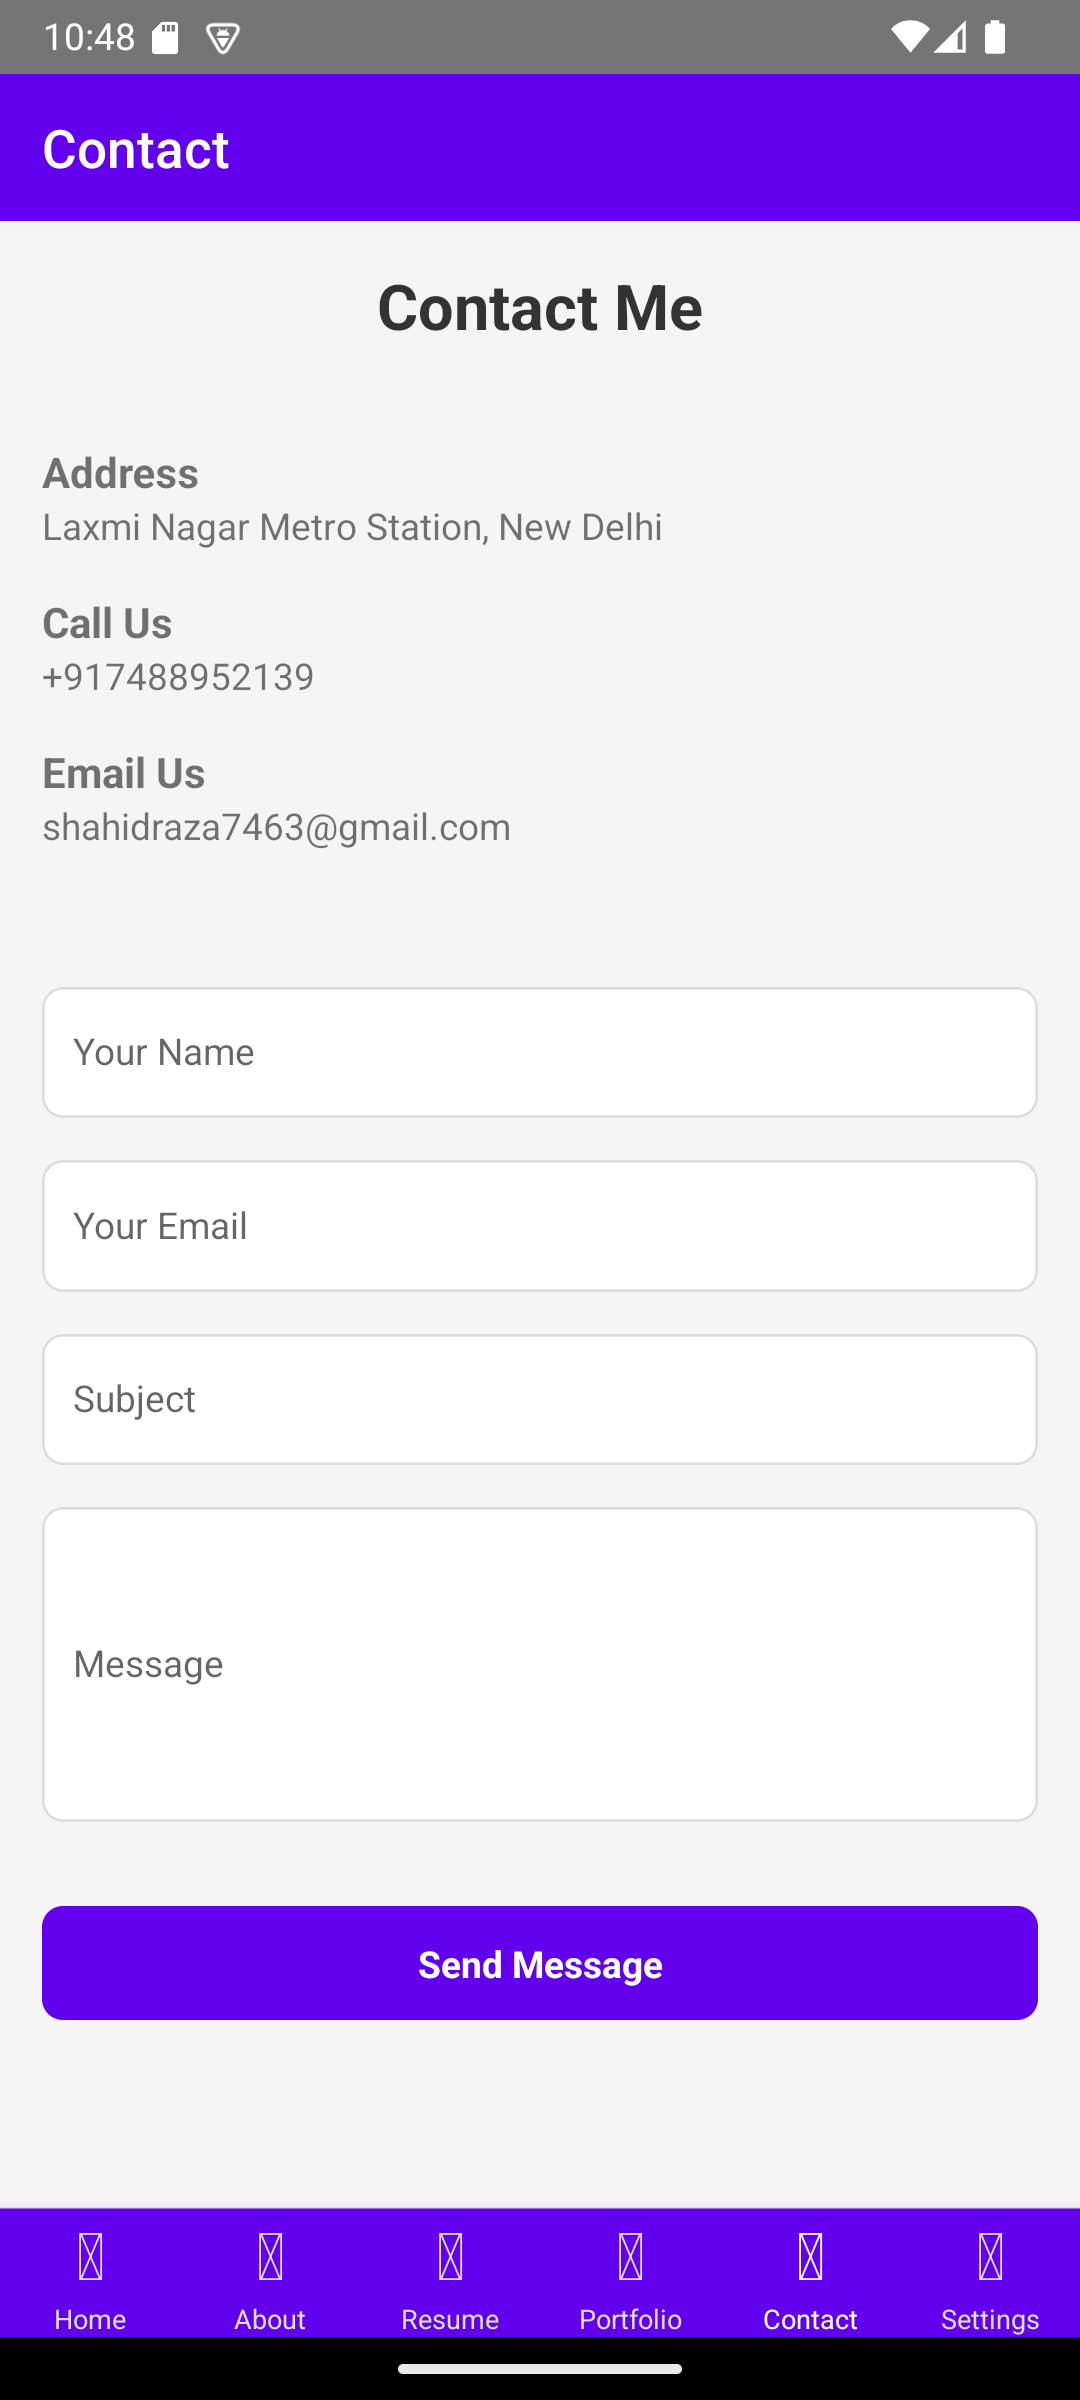 10:48
Contact
Contact Me
Address
Laxmi Nagar Metro Station, New Delhi
Call Us
+917488952139
Email Us
shahidraza7463@gmail.com
Your Name
Your Email
Subject
Message
Send Message
Home About Resume Portfolio Contact Settings